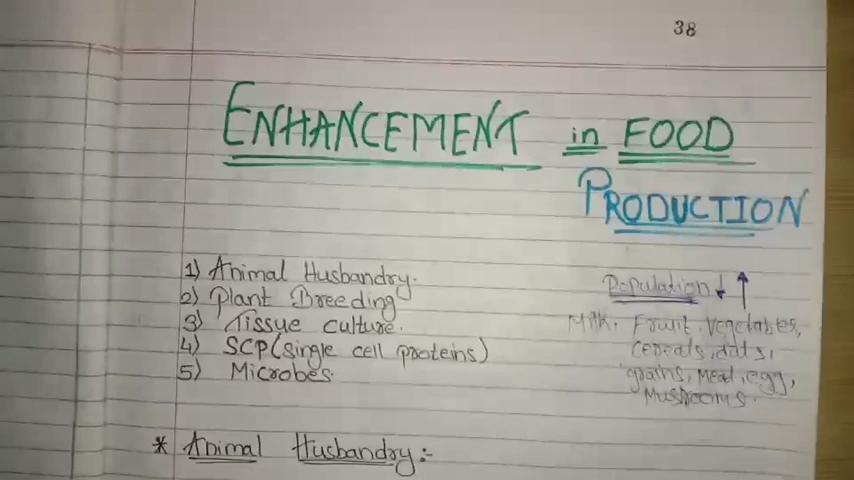 38
ENHANCEMENT in FOOD
PRODUCTION
1) Animal Husbandry.
2) Plant Breeding
3) Tissue culture.
4) SCP (single cell proteins)
5) Microbes.
Population ↓ ↑
Milk, Fruit, vegetables,
cereals, dals,
grains, Meat, egg,
Mushrooms.
* Animal Husbandry :-